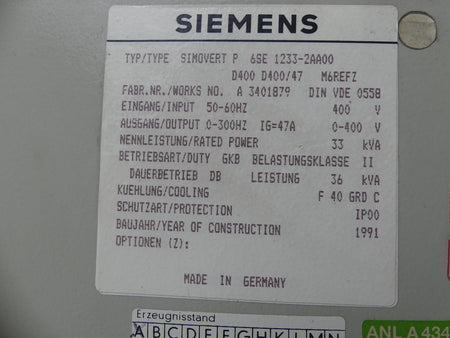 SIEMENS
TYP/TYPE SIMOVERT P 6SE 1233-2AA00
D400 D400/47 M6REFZ
FABR.NR./WORKS NO. A 3401879 DIN VDE 0558
EINGANG/INPUT 50-60HZ 400 V
AUSGANG/OUTPUT 0-300HZ IG=47A 0-400 V
NENNLEISTUNG/RATED POWER 33 kVA
BETRIEBSART/DUTY GKB BELASTUNGSKLASSE II
DAUERBETRIEB DB LEISTUNG 36 kVA
KUEHLUNG/COOLING F 40 GRD C
SCHUTZART/PROTECTION IP00
BAUJAHR/YEAR OF CONSTRUCTION 1991
OPTIONEN (Z):
MADE IN GERMANY
Erzeugnisstand
A B C D E F G H K L M N
ANL A 434